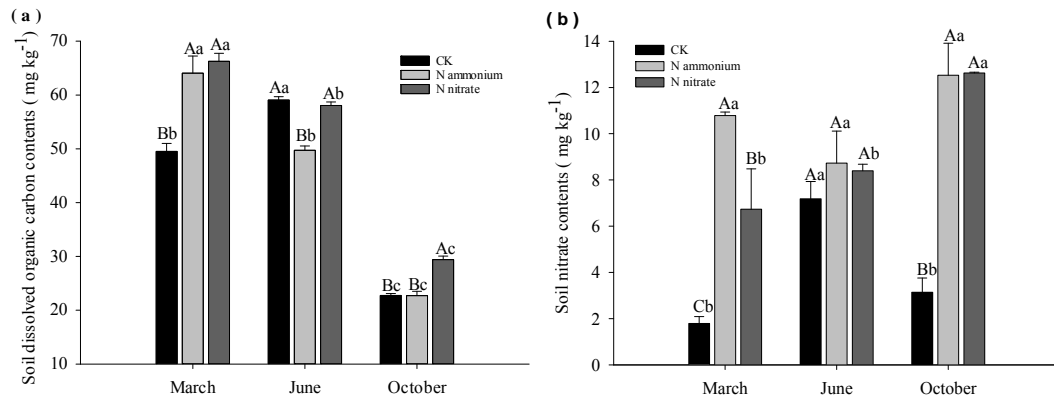 ( a )
Soil dissolved organic carbon contents ( mg kg-1)
70
60
50
40
30
20
10
CK
N ammonium
N nitrate
Bb Aa Aa
Aa Bb Ab
Bc Bc Ac
March June October
( b )
Soil nitrate contents ( mg kg-1)
14
12
10
8
6
4
2
0
CK
N ammonium
N nitrate
Cb Aa Bb
Aa Aa Ab
Bb Aa Aa
March June October